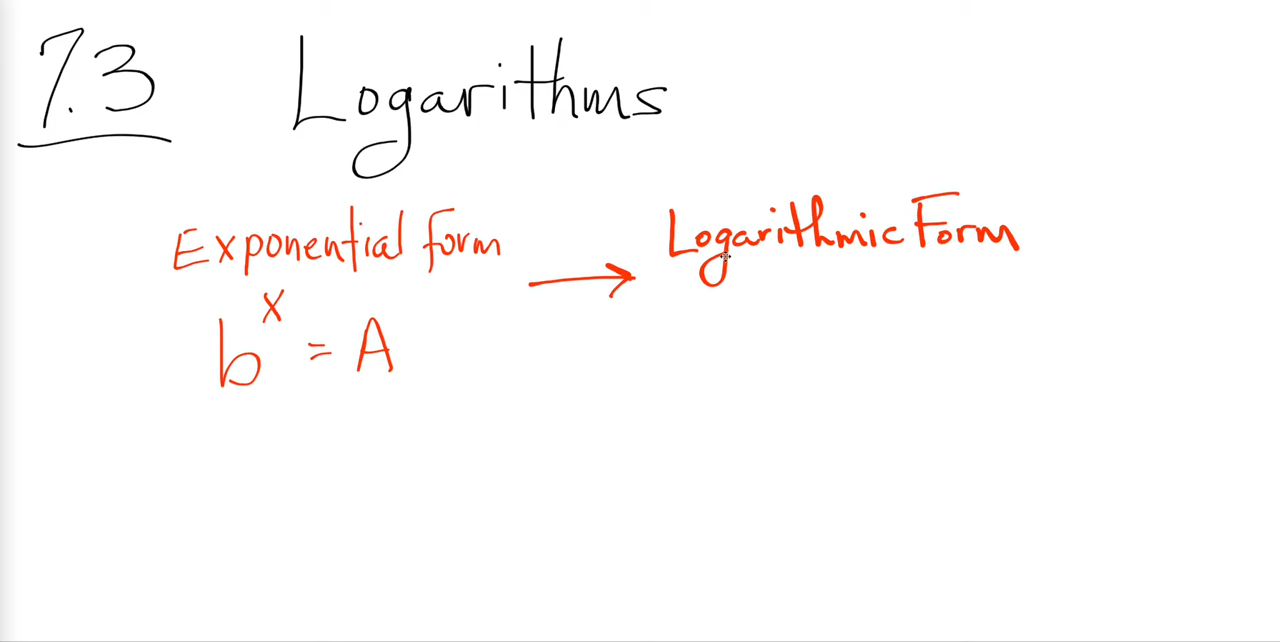 7.3 Logarithms
Exponential form → Logarithmic Form
b^x = A